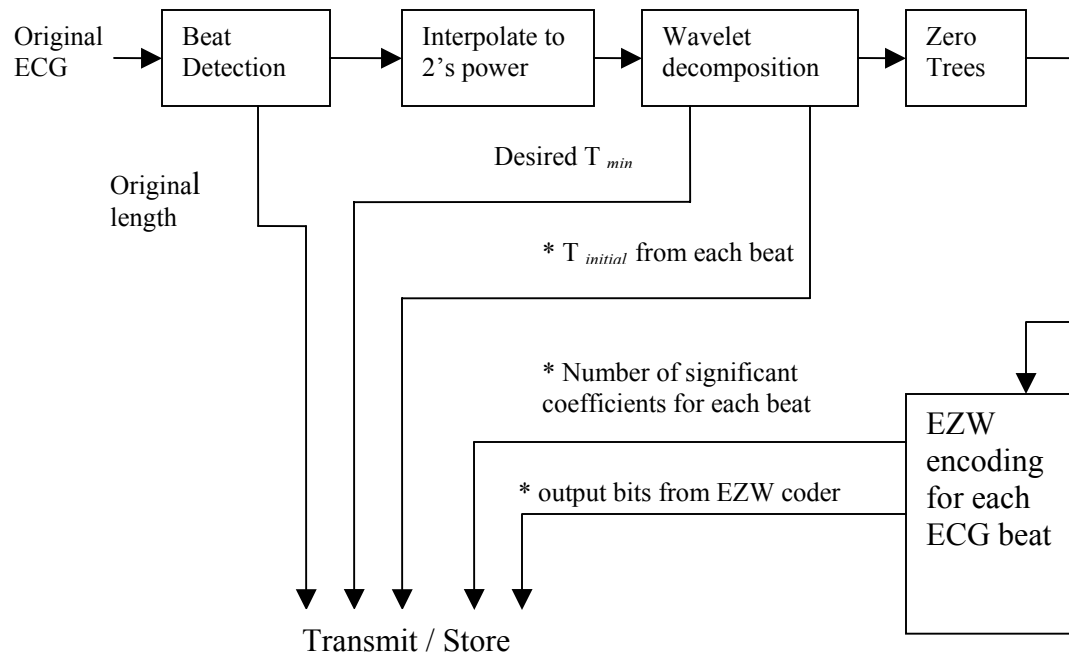 Original
ECG
Beat
Detection
Interpolate to
2’s power
Wavelet
decomposition
Zero
Trees
Desired T min
Original
length
* T initial from each beat
* Number of significant
coefficients for each beat
* output bits from EZW coder
EZW
encoding
for each
ECG beat
Transmit / Store